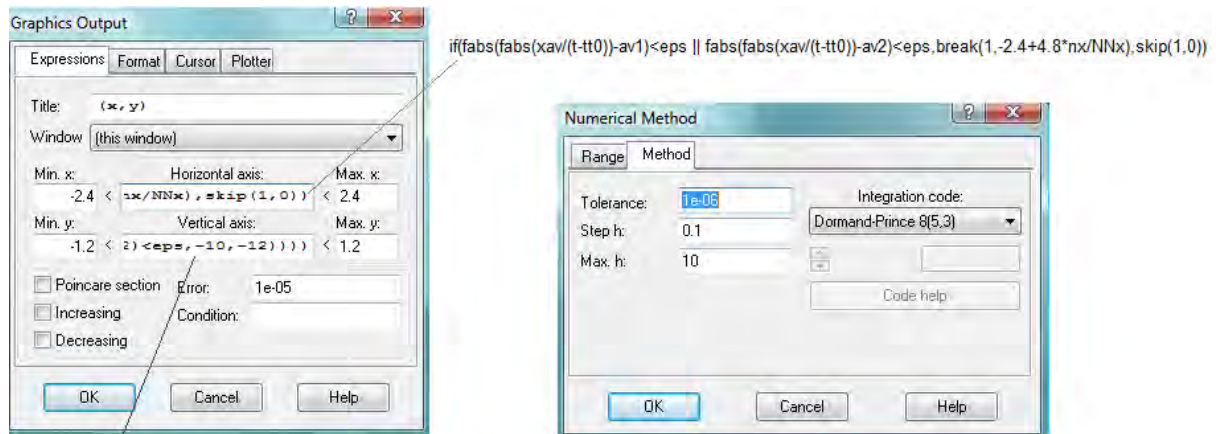 Graphics Output
Expressions Format Cursor Plotter
Title: (x,y)
Window (this window)
Min. x: Horizontal axis: Max. x:
-2.4 < nx/NNx),skip(1,0)) < 2.4
Min. y: Vertical axis: Max. y:
-1.2 < 2)<eps,-10,-12)))) < 1.2
Poincare section Error: 1e-05
Increasing Condition:
Decreasing
OK Cancel Help
if(fabs(fabs(xav/(t-tt0))-av1)<eps || fabs(fabs(xav/(t-tt0))-av2)<eps,break(1,-2.4+4.8*nx/NNx),skip(1,0))
Numerical Method
Range Method
Tolerance: 1e-06 Integration code:
Step h: 0.1 Dormand-Prince 8(5,3)
Max. h: 10
Code help
OK Cancel Help